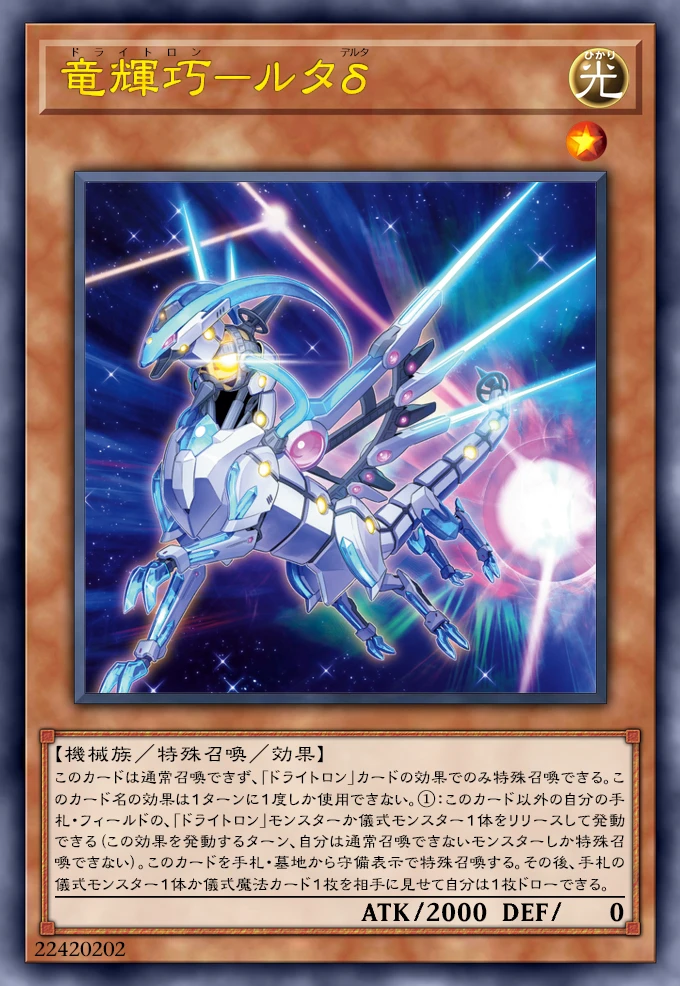 ドライトロン デルタ
竜輝巧－ルタδ
ひかり
光
【機械族／特殊召喚／効果】
このカードは通常召喚できず、「ドライトロン」カードの効果でのみ特殊召喚できる。こ
のカード名の効果は１ターンに１度しか使用できない。①：このカード以外の自分の手
札・フィールドの、「ドライトロン」モンスターか儀式モンスター１体をリリースして発動
できる（この効果を発動するターン、自分は通常召喚できないモンスターしか特殊召
喚できない）。このカードを手札・墓地から守備表示で特殊召喚する。その後、手札の
儀式モンスター１体か儀式魔法カード１枚を相手に見せて自分は１枚ドローできる。
ATK/2000 DEF/ 0
22420202